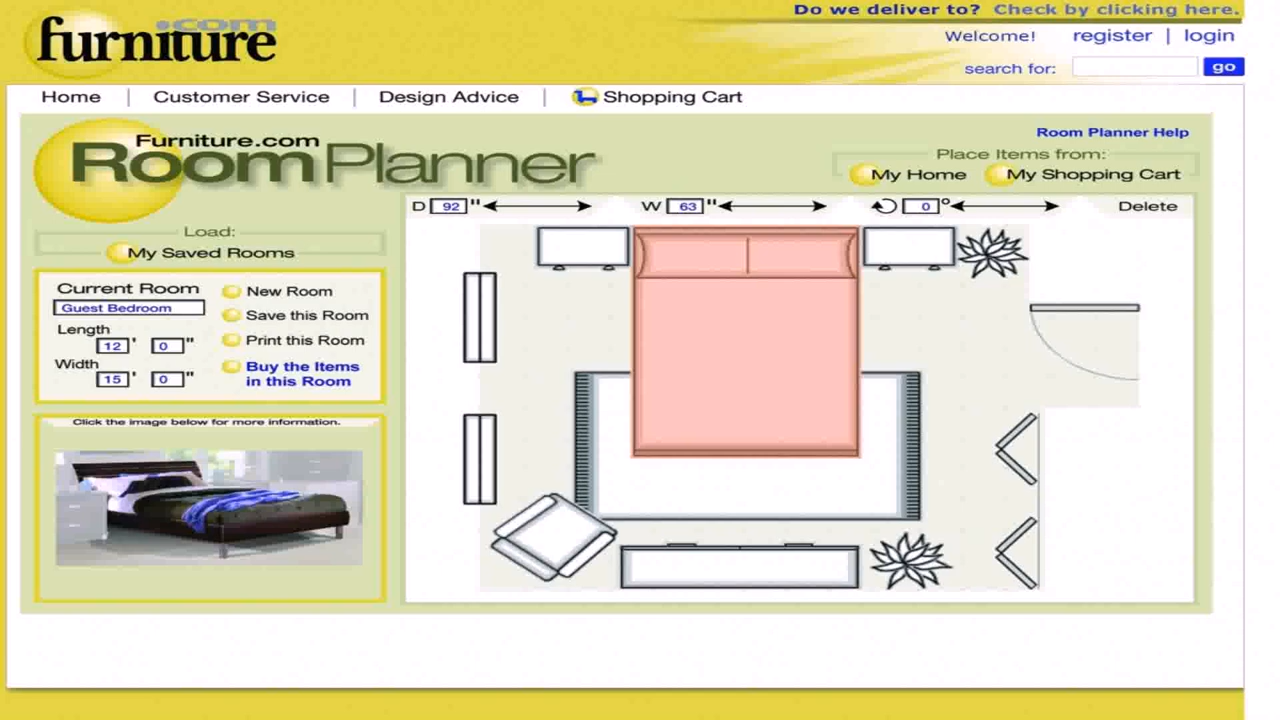 Do we deliver to? Check by clicking here.
.com
furniture
Welcome! register | login
search for: go
Home | Customer Service | Design Advice | Shopping Cart
Furniture.com
Room Planner
Room Planner Help
Place Items from:
My Home My Shopping Cart
D 92 " W 63 " 0 ° Delete
Load:
My Saved Rooms
Current Room
Guest Bedroom
Length
12 ' 0 "
Width
15 ' 0 "
New Room
Save this Room
Print this Room
Buy the Items
in this Room
Click the image below for more information.